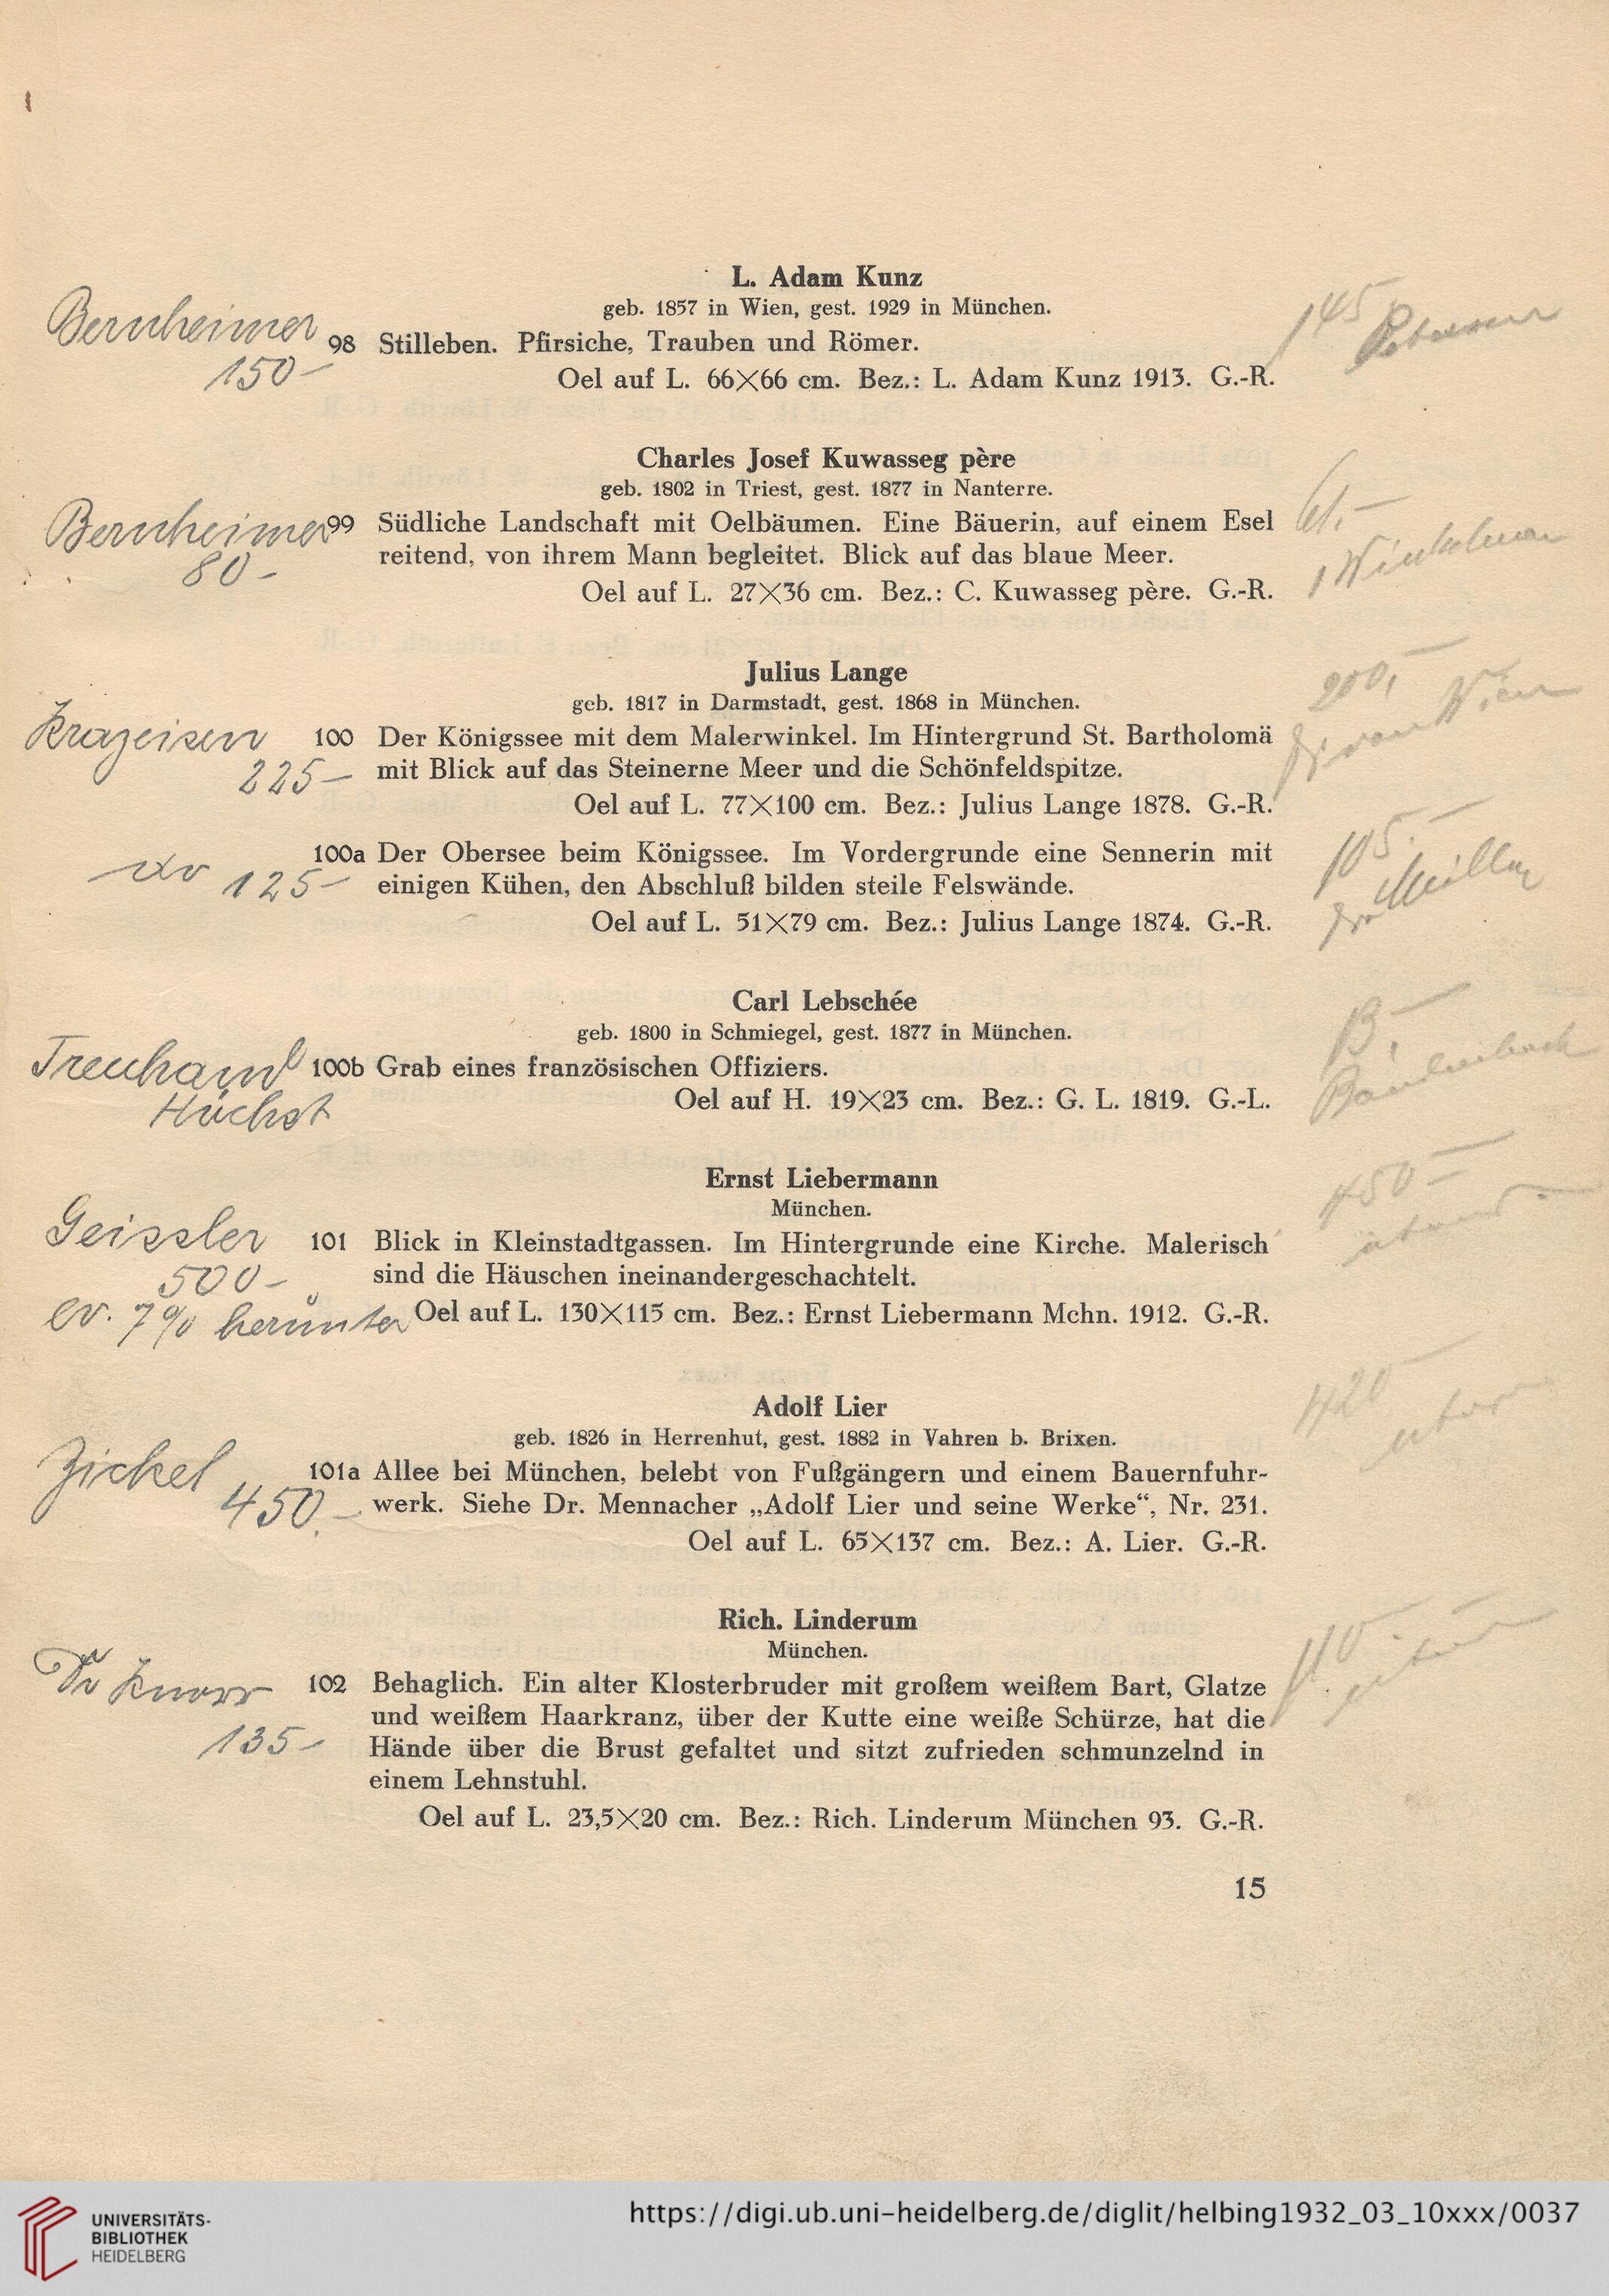 L. Adam Kunz
geb. 1857 in Wien, gest. 1929 in München.
Bernheimer
98 Stilleben. Pfirsiche, Trauben und Römer.
150-
Oel auf L. 66×66 cm. Bez.: L. Adam Kunz 1913. G.-R.
145
Charles Josef Kuwasseg père
geb. 1802 in Triest, gest. 1877 in Nanterre.
Bernheimer
99 Südliche Landschaft mit Oelbäumen. Eine Bäuerin, auf einem Esel
reitend, von ihrem Mann begleitet. Blick auf das blaue Meer.
80-
Oel auf L. 27×36 cm. Bez.: C. Kuwasseg père. G.-R.
Julius Lange
geb. 1817 in Darmstadt, gest. 1868 in München.
200,-
Krazeisen
100 Der Königssee mit dem Malerwinkel. Im Hintergrund St. Bartholomä
225- mit Blick auf das Steinerne Meer und die Schönfeldspitze.
Oel auf L. 77×100 cm. Bez.: Julius Lange 1878. G.-R.
105.-
100a Der Obersee beim Königssee. Im Vordergrunde eine Sennerin mit
125- einigen Kühen, den Abschluß bilden steile Felswände.
Müller
Oel auf L. 51×79 cm. Bez.: Julius Lange 1874. G.-R.
Carl Lebschée
geb. 1800 in Schmiegel, gest. 1877 in München.
Treuhand
100b Grab eines französischen Offiziers.
Höchst
Oel auf H. 19×23 cm. Bez.: G. L. 1819. G.-L.
Ernst Liebermann
München.
450-
Geissler
101 Blick in Kleinstadtgassen. Im Hintergrunde eine Kirche. Malerisch
500- sind die Häuschen ineinandergeschachtelt.
ev. 7% herunter
Oel auf L. 130×115 cm. Bez.: Ernst Liebermann Mchn. 1912. G.-R.
420
Adolf Lier
geb. 1826 in Herrenhut, gest. 1882 in Vahren b. Brixen.
Zickel
101a Allee bei München, belebt von Fußgängern und einem Bauernfuhr-
450.- werk. Siehe Dr. Mennacher „Adolf Lier und seine Werke“, Nr. 231.
Oel auf L. 65×137 cm. Bez.: A. Lier. G.-R.
Rich. Linderum
München.
110-
Dr Knorr
102 Behaglich. Ein alter Klosterbruder mit großem weißem Bart, Glatze
und weißem Haarkranz, über der Kutte eine weiße Schürze, hat die
135-
Hände über die Brust gefaltet und sitzt zufrieden schmunzelnd in
einem Lehnstuhl.
Oel auf L. 23,5×20 cm. Bez.: Rich. Linderum München 93. G.-R.
15
UNIVERSITÄTS-
BIBLIOTHEK
HEIDELBERG
https://digi.ub.uni-heidelberg.de/diglit/helbing1932_03_10xxx/0037